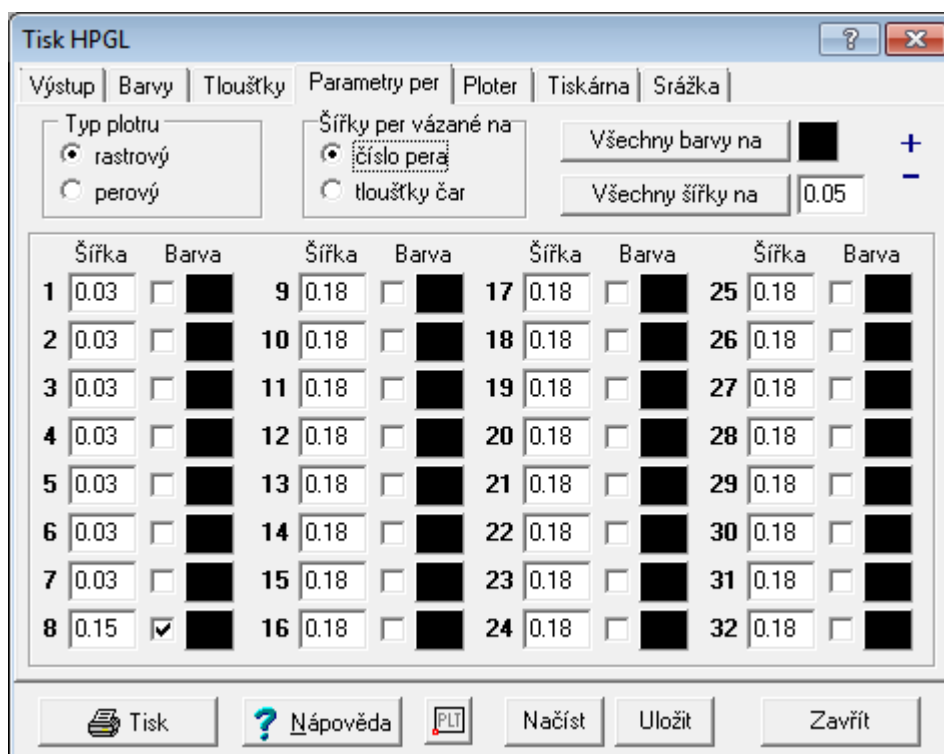 Tisk HPGL
Výstup Barvy Tloušťky Parametry per Ploter Tiskárna Srážka
Typ plotru Šířky per vázané na
rastrový číslo pera Všechny barvy na +
perový tloušťky čar Všechny šířky na 0.05 −
Šířka Barva Šířka Barva Šířka Barva Šířka Barva
1 0.03 9 0.18 17 0.18 25 0.18
2 0.03 10 0.18 18 0.18 26 0.18
3 0.03 11 0.18 19 0.18 27 0.18
4 0.03 12 0.18 20 0.18 28 0.18
5 0.03 13 0.18 21 0.18 29 0.18
6 0.03 14 0.18 22 0.18 30 0.18
7 0.03 15 0.18 23 0.18 31 0.18
8 0.15 16 0.18 24 0.18 32 0.18
Tisk ? Nápověda PLT Načíst Uložit Zavřít